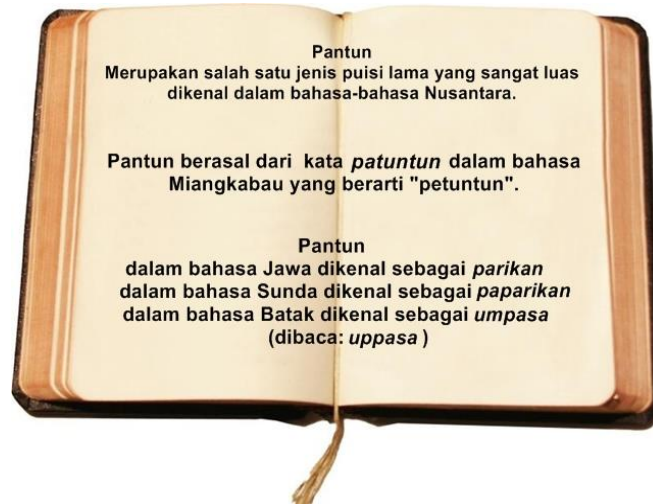 Pantun
Merupakan salah satu jenis puisi lama yang sangat luas
dikenal dalam bahasa-bahasa Nusantara.
Pantun berasal dari kata patuntun dalam bahasa
Miangkabau yang berarti "petuntun".
Pantun
dalam bahasa Jawa dikenal sebagai parikan
dalam bahasa Sunda dikenal sebagai paparikan
dalam bahasa Batak dikenal sebagai umpasa
(dibaca: uppasa )